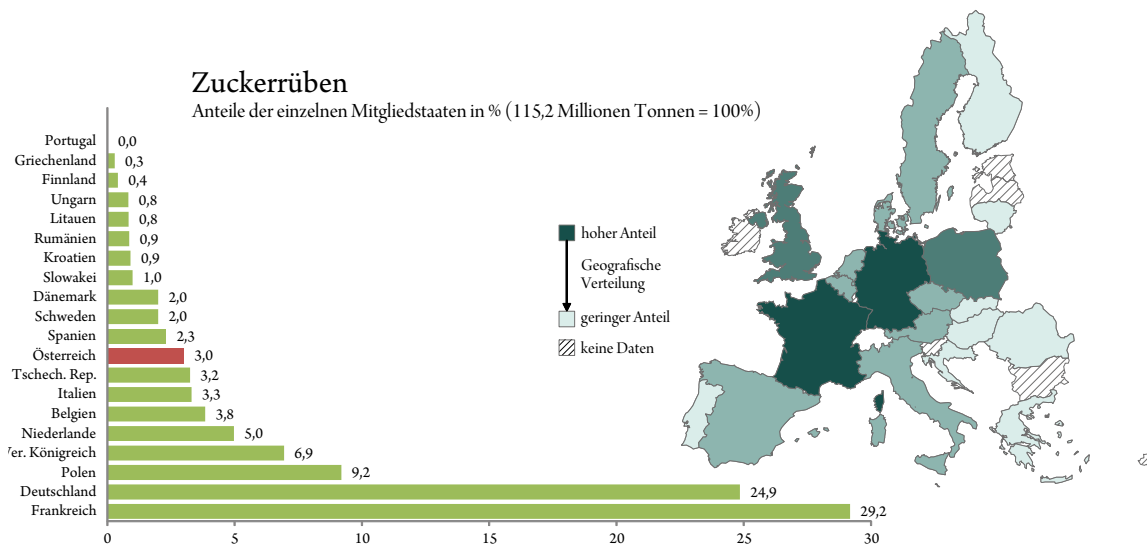 Zuckerrüben
Anteile der einzelnen Mitgliedstaaten in % (115,2 Millionen Tonnen = 100%)
Portugal 0,0
Griechenland 0,3
Finnland 0,4
Ungarn 0,8
Litauen 0,8
Rumänien 0,9
Kroatien 0,9
Slowakei 1,0
Dänemark 2,0
Schweden 2,0
Spanien 2,3
Österreich 3,0
Tschech. Rep. 3,2
Italien 3,3
Belgien 3,8
Niederlande 5,0
Ver. Königreich 6,9
Polen 9,2
Deutschland 24,9
Frankreich 29,2
0 5 10 15 20 25 30
hoher Anteil
Geografische
Verteilung
geringer Anteil
keine Daten